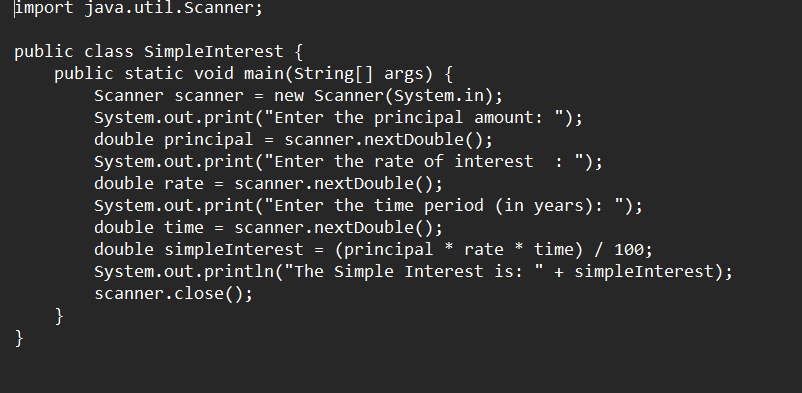 import java.util.Scanner;

public class SimpleInterest {
    public static void main(String[] args) {
        Scanner scanner = new Scanner(System.in);
        System.out.print("Enter the principal amount: ");
        double principal = scanner.nextDouble();
        System.out.print("Enter the rate of interest  : ");
        double rate = scanner.nextDouble();
        System.out.print("Enter the time period (in years): ");
        double time = scanner.nextDouble();
        double simpleInterest = (principal * rate * time) / 100;
        System.out.println("The Simple Interest is: " + simpleInterest);
        scanner.close();
    }
}